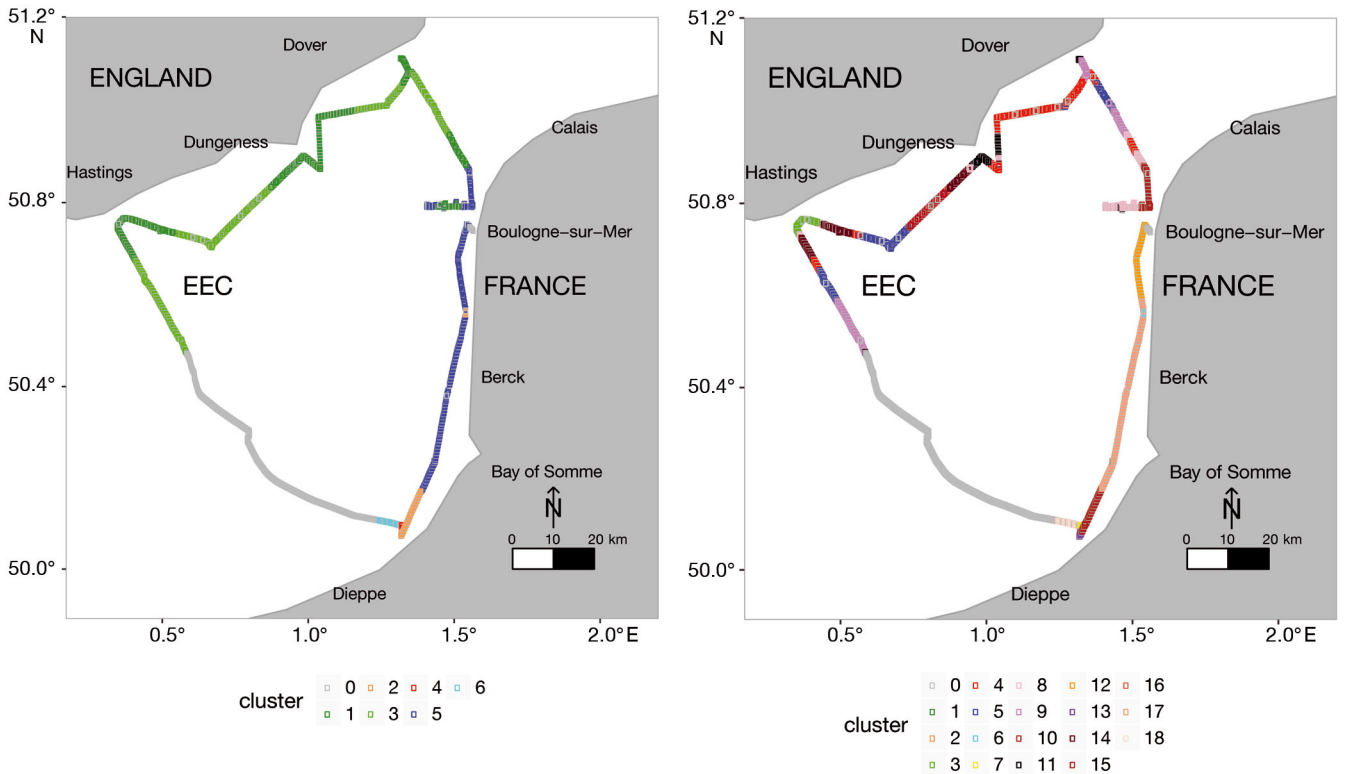 51.2°
N
50.8°
50.4°
50.0°
Dover
ENGLAND
Dungeness
Calais
Hastings
Boulogne–sur–Mer
EEC
FRANCE
Berck
Bay of Somme
N
0 10 20 km
Dieppe
0.5° 1.0° 1.5° 2.0° E
cluster
0 2 4 6
1 3 5
51.2°
N
50.8°
50.4°
50.0°
Dover
ENGLAND
Dungeness
Calais
Hastings
Boulogne–sur–Mer
EEC
FRANCE
Berck
Bay of Somme
N
0 10 20 km
Dieppe
0.5° 1.0° 1.5° 2.0° E
cluster
0 4 8 12 16
1 5 9 13 17
2 6 10 14 18
3 7 11 15